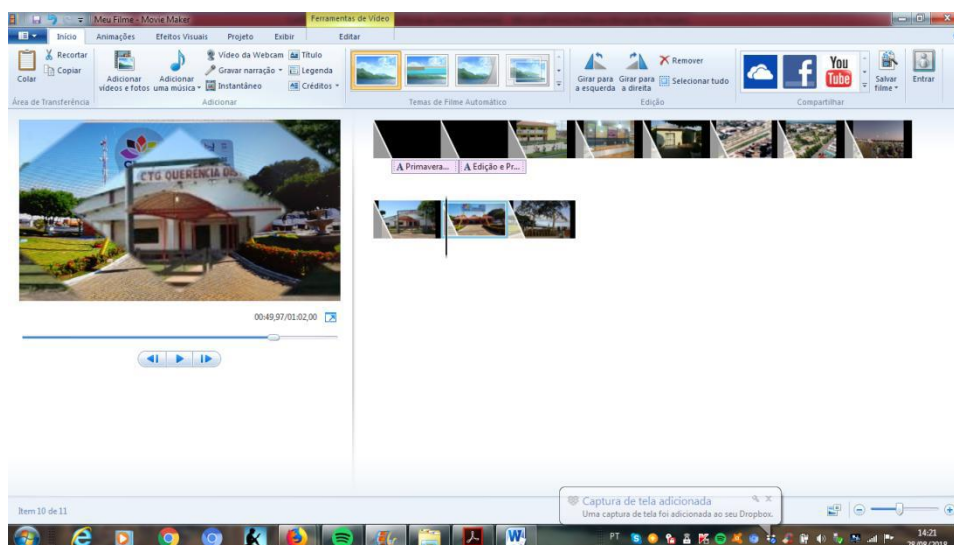 Meu Filme - Movie Maker
Ferramentas de Vídeo
Início Animações Efeitos Visuais Projeto Exibir Editar
Colar
Recortar
Copiar
Área de Transferência
Adicionar vídeos e fotos
Adicionar uma música
Vídeo da Webcam
Gravar narração
Instantâneo
Título
Legenda
Créditos
Adicionar
Temas de Filme Automático
Girar para a esquerda
Girar para a direita
Remover
Selecionar tudo
Edição
You
Tube
Compartilhar
Salvar filme
Entrar
CTG QUERÊNCIA
A Primavera...
A Edição e Pr...
00:49,97/01:02,00
Item 10 de 11
Captura de tela adicionada
Uma captura de tela foi adicionada ao seu Dropbox.
PT
14:21
28/08/2018